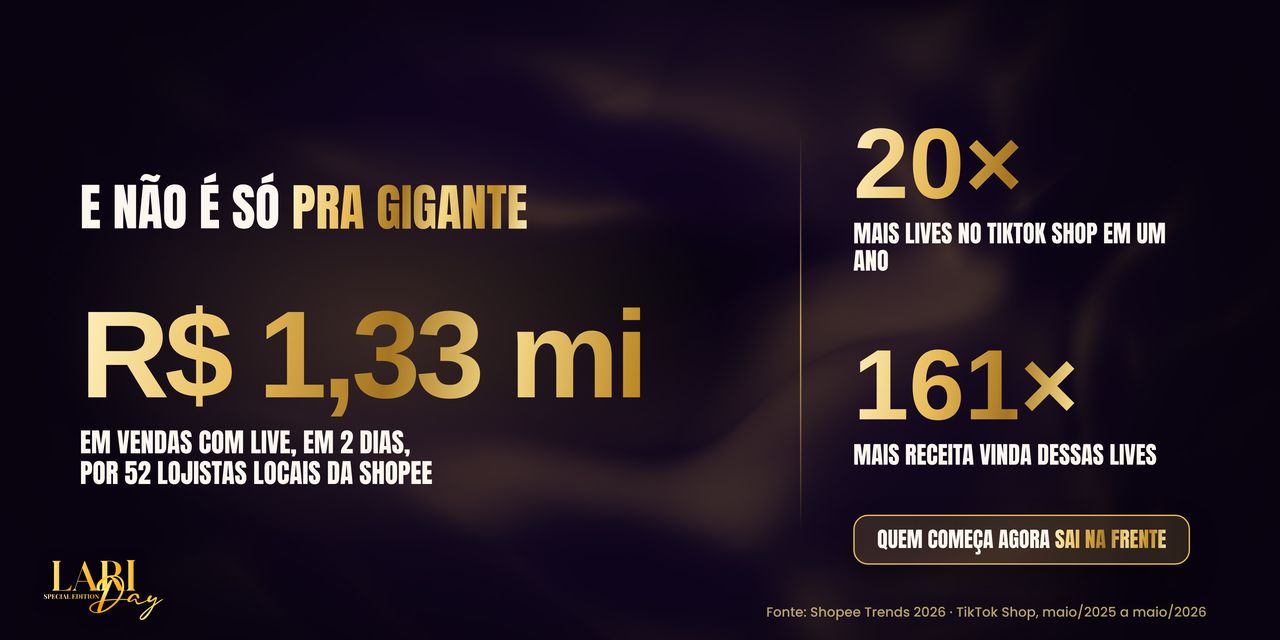 E NÃO É SÓ PRA GIGANTE
R$ 1,33 mi
EM VENDAS COM LIVE, EM 2 DIAS,
POR 52 LOJISTAS LOCAIS DA SHOPEE
20×
MAIS LIVES NO TIKTOK SHOP EM UM
ANO
161×
MAIS RECEITA VINDA DESSAS LIVES
QUEM COMEÇA AGORA SAI NA FRENTE
LABI
SPECIAL EDITION Day
Fonte: Shopee Trends 2026 · TikTok Shop, maio/2025 a maio/2026